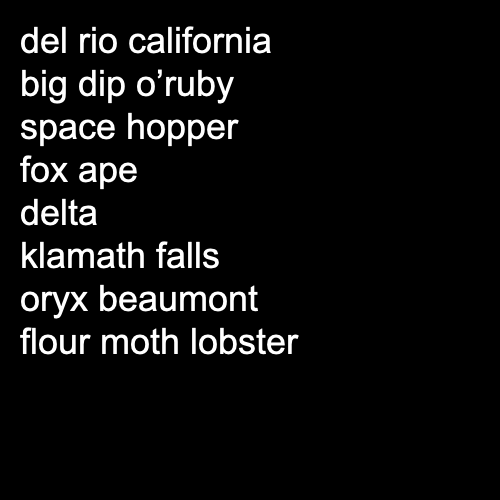 del rio california
big dip o’ruby
space hopper
fox ape
delta
klamath falls
oryx beaumont
flour moth lobster